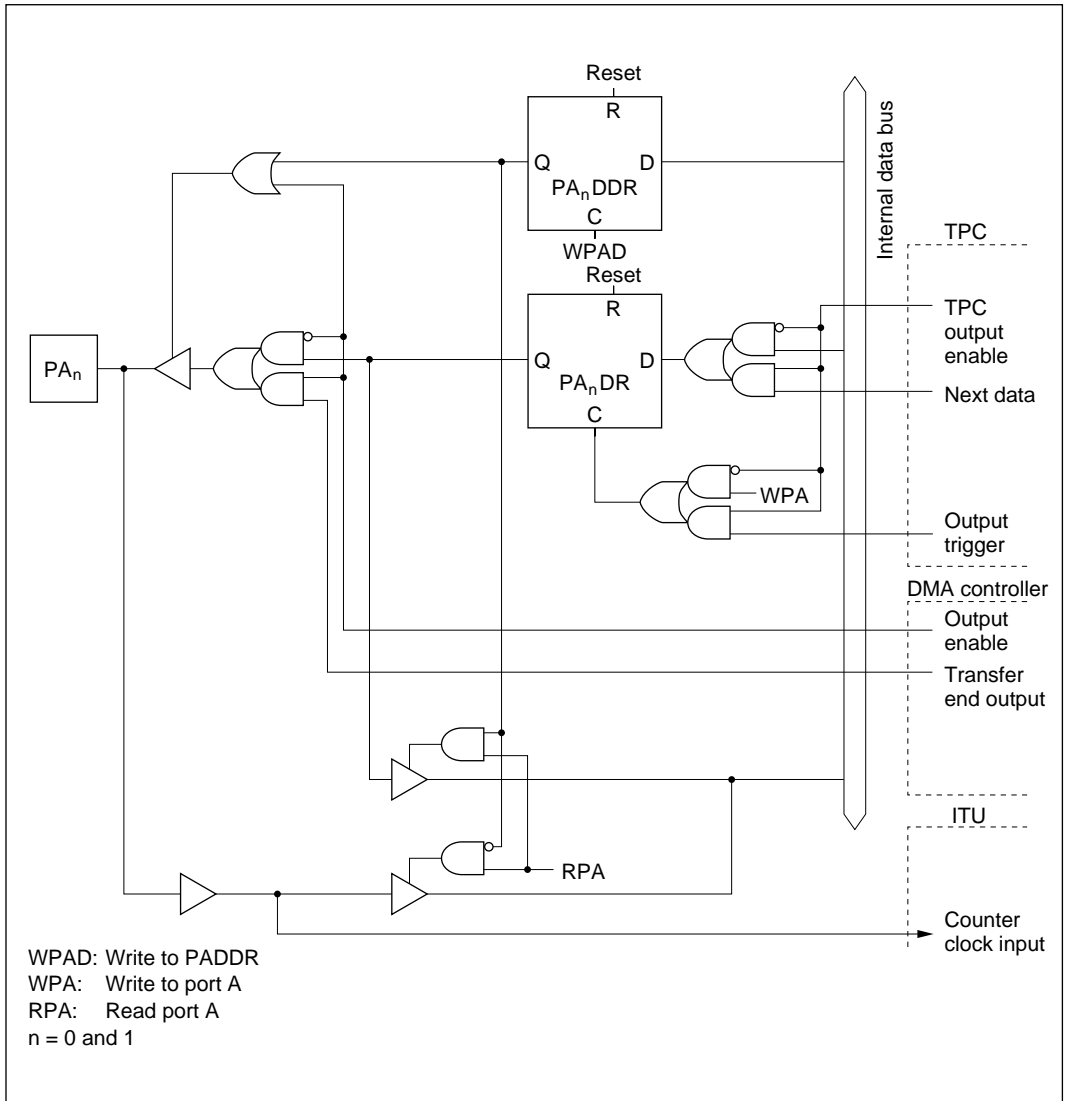 Reset
R
Q
D
PAnDDR
C
WPAD
Internal data bus
TPC
Reset
R
Q
D
PAnDR
C
PAn
TPC
output
enable
Next data
WPA
Output
trigger
DMA controller
Output
enable
Transfer
end output
ITU
RPA
Counter
clock input
WPAD: Write to PADDR
WPA: Write to port A
RPA: Read port A
n = 0 and 1